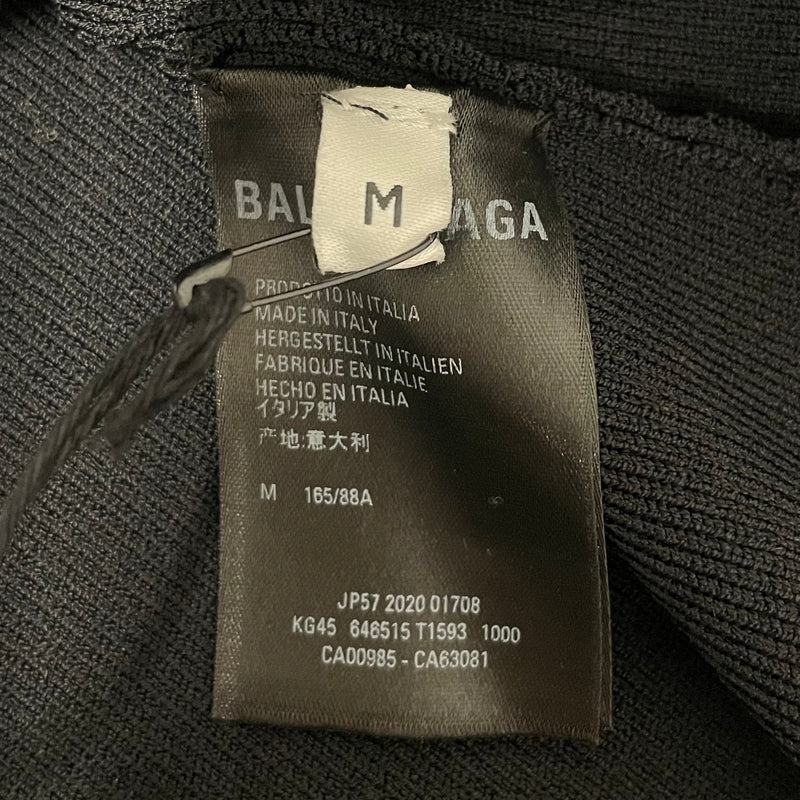 M
BAL AGA
PRODOTTO IN ITALIA
MADE IN ITALY
HERGESTELLT IN ITALIEN
FABRIQUE EN ITALIE
HECHO EN ITALIA
イタリア製
产地:意大利
M 165/88A
JP57 2020 01708
KG45 646515 T1593 1000
CA00985 - CA63081